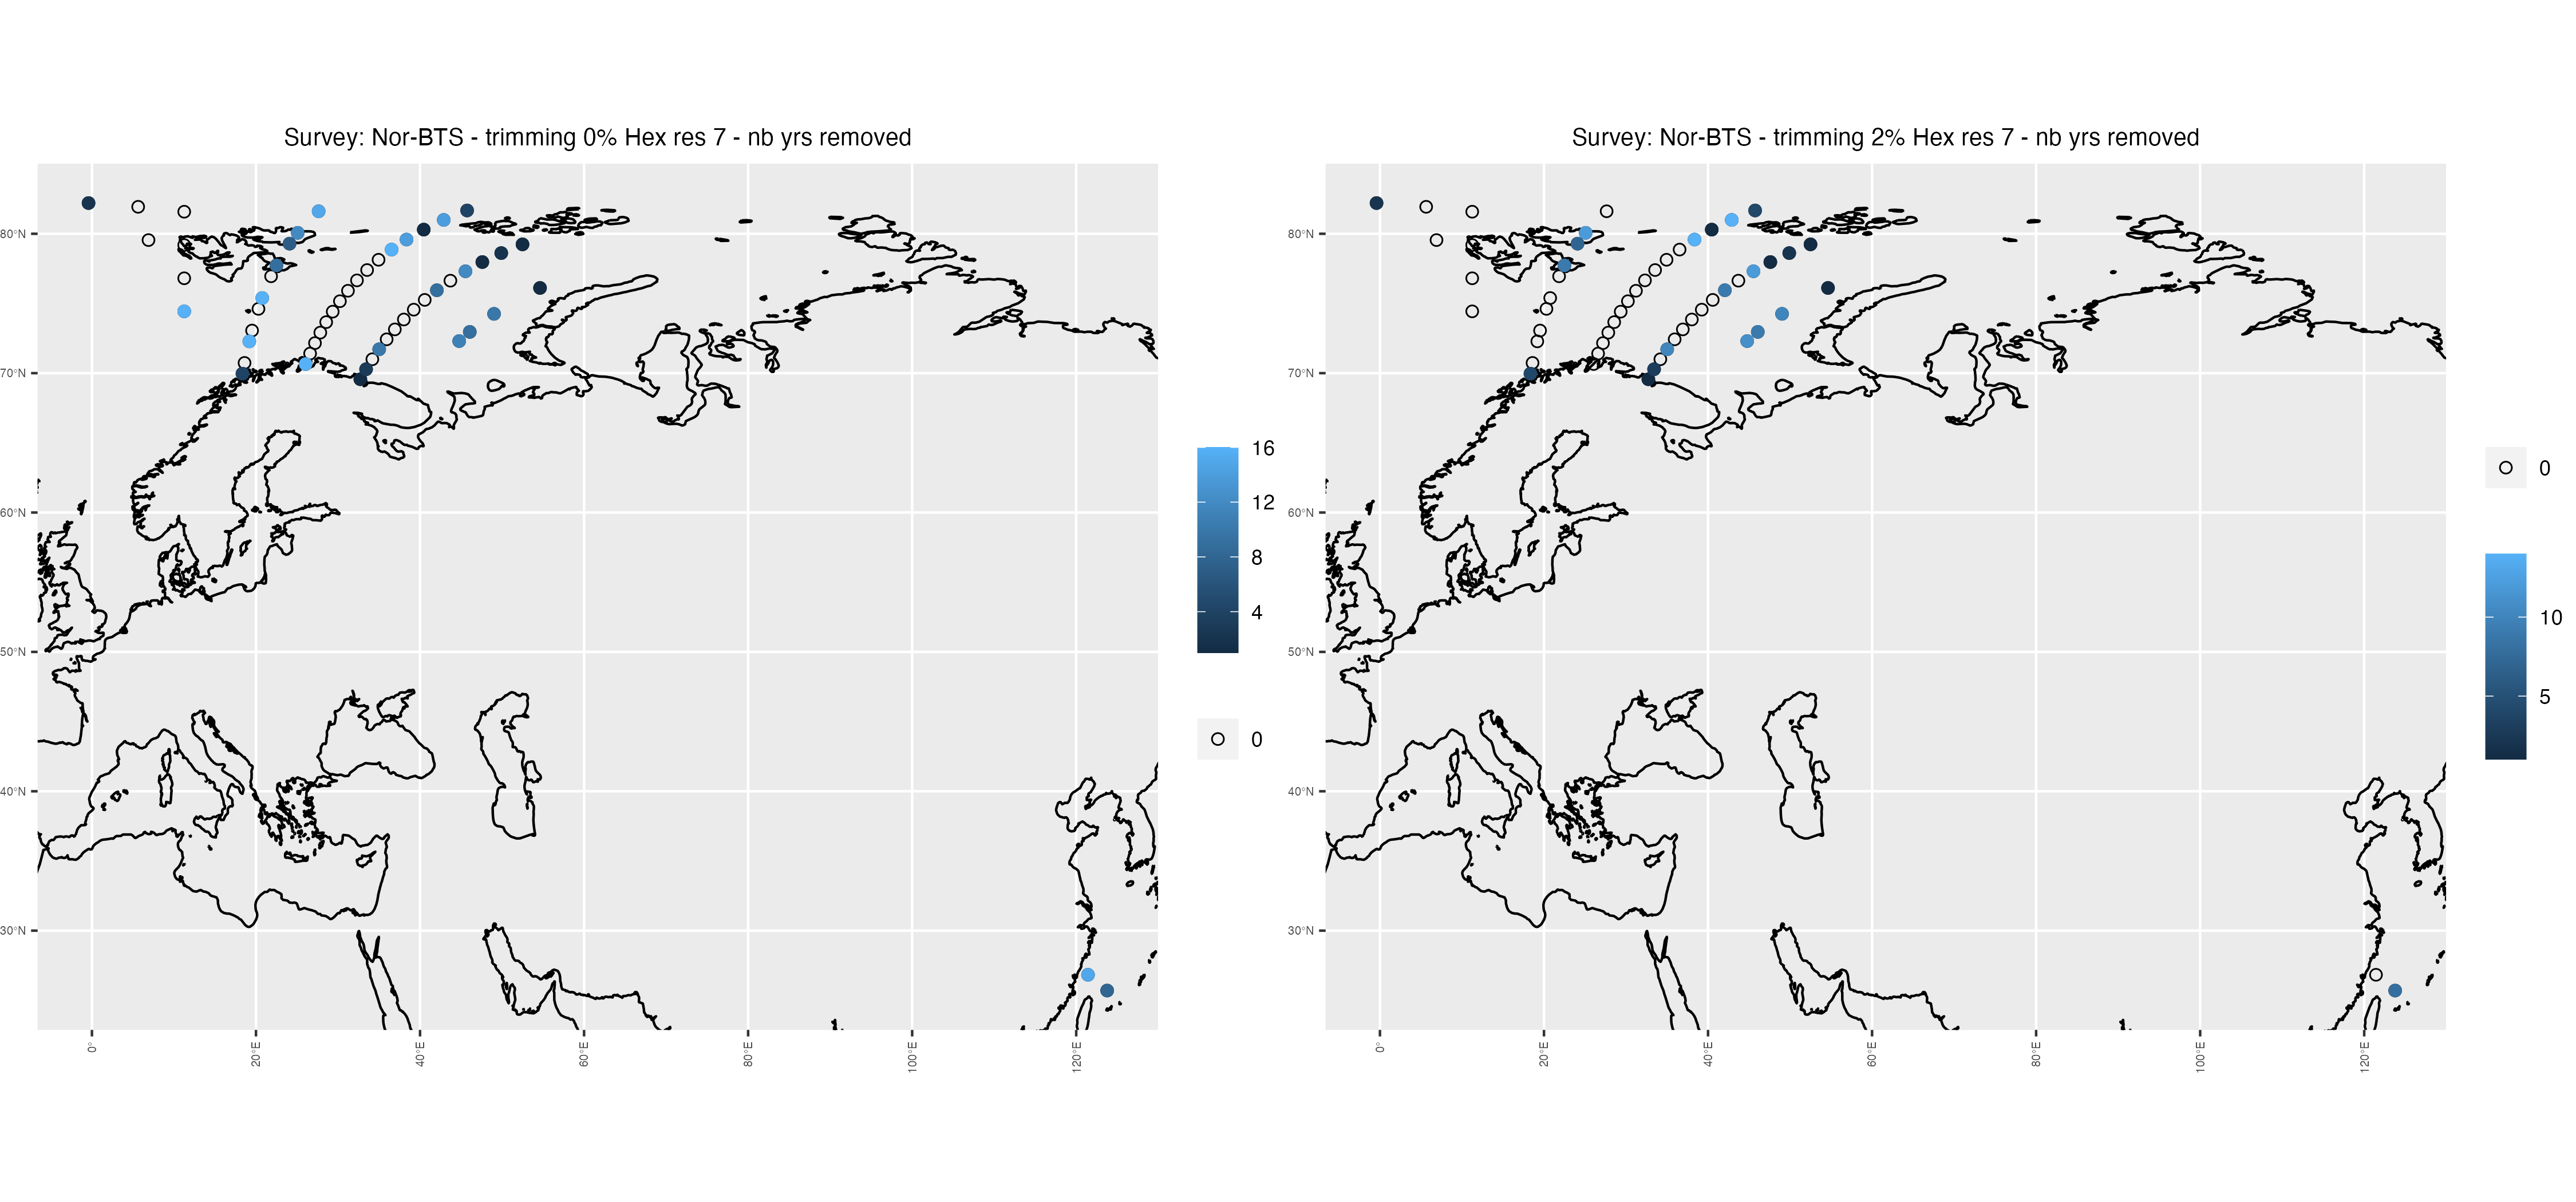 Survey: Nor-BTS - trimming 0% Hex res 7 - nb yrs removed
80°N
70°N
60°N
50°N
40°N
30°N
0°
20°E
40°E
60°E
80°E
100°E
120°E
16
12
8
4
0
Survey: Nor-BTS - trimming 2% Hex res 7 - nb yrs removed
80°N
70°N
60°N
50°N
40°N
30°N
0°
20°E
40°E
60°E
80°E
100°E
120°E
0
10
5